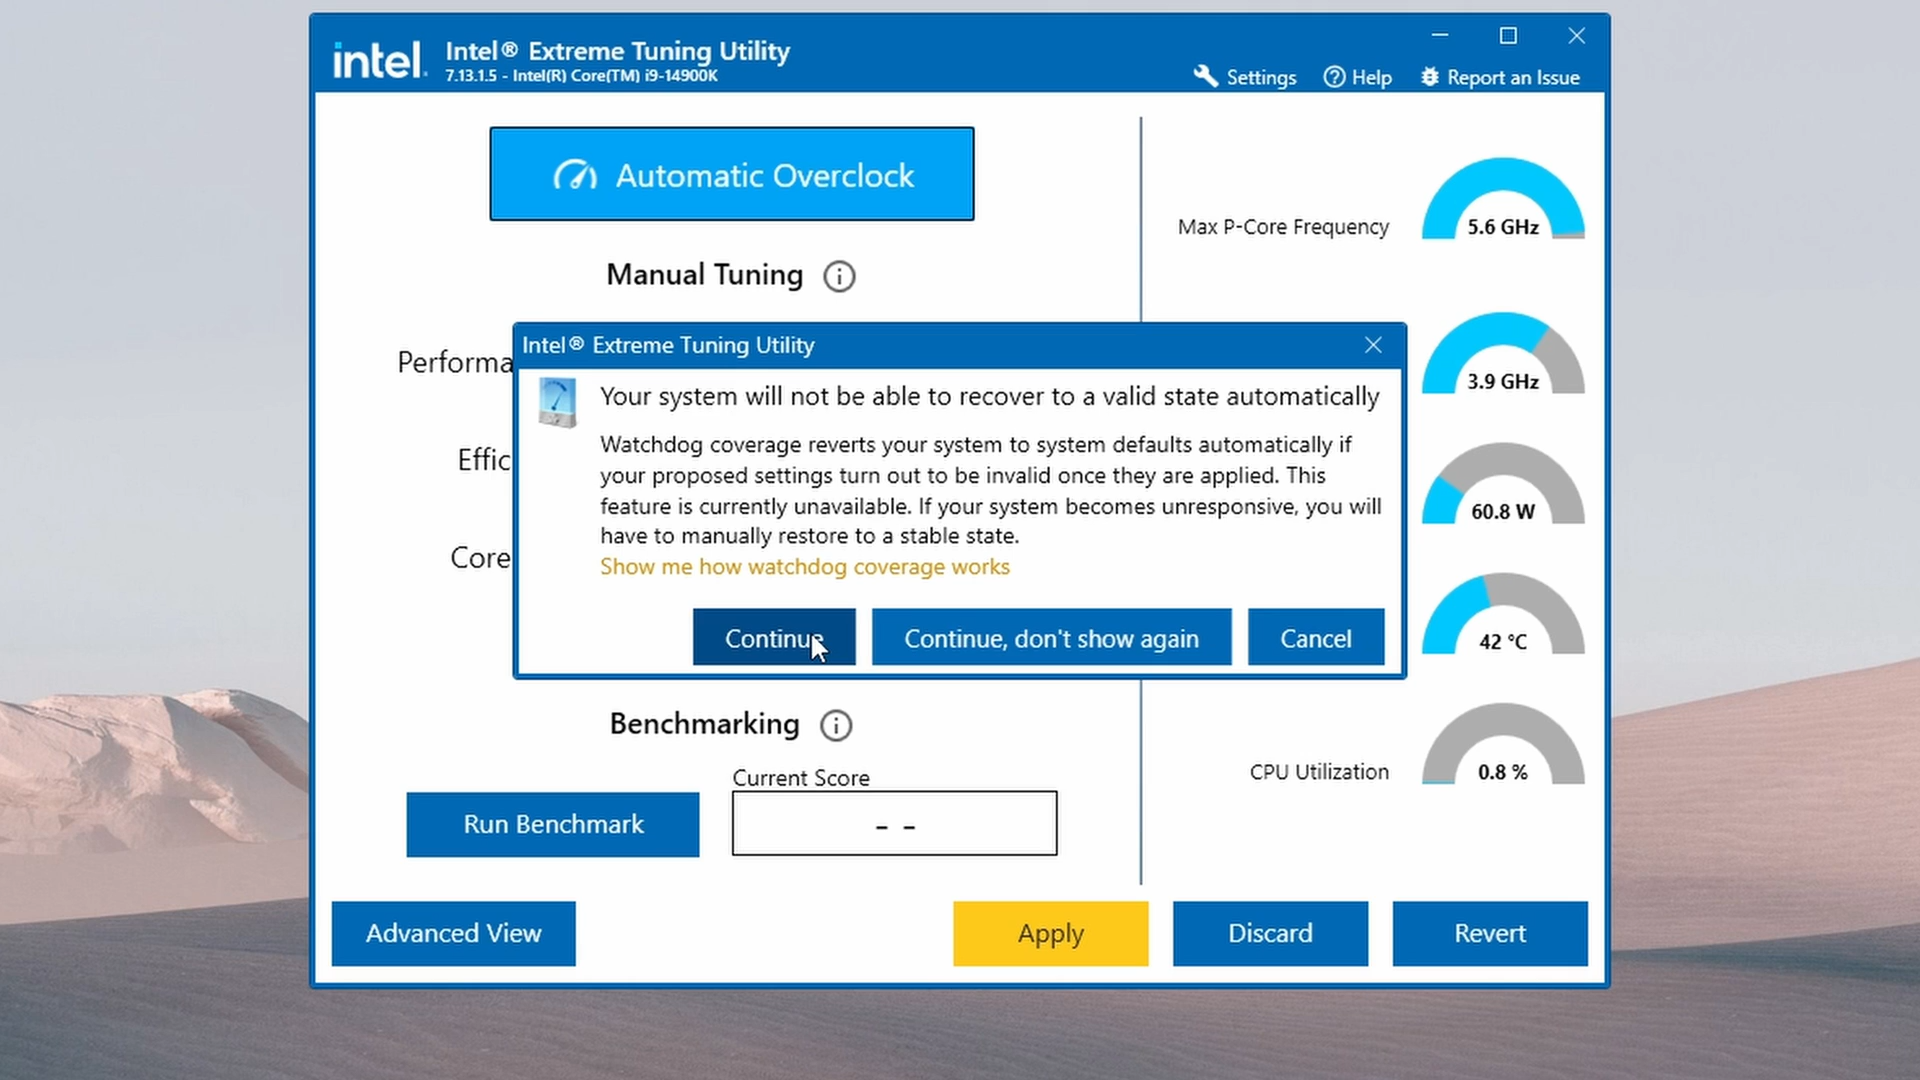 intel.
Intel® Extreme Tuning Utility
7.13.1.5 - Intel(R) Core(TM) i9-14900K
Settings
Help
Report an Issue
Automatic Overclock
Manual Tuning
Max P-Core Frequency
5.6 GHz
Performa
3.9 GHz
Effic
60.8 W
Core
42 °C
Intel® Extreme Tuning Utility
Your system will not be able to recover to a valid state automatically
Watchdog coverage reverts your system to system defaults automatically if
your proposed settings turn out to be invalid once they are applied. This
feature is currently unavailable. If your system becomes unresponsive, you will
have to manually restore to a stable state.
Show me how watchdog coverage works
Continue
Continue, don't show again
Cancel
Benchmarking
CPU Utilization
0.8 %
Current Score
Run Benchmark
- -
Advanced View
Apply
Discard
Revert